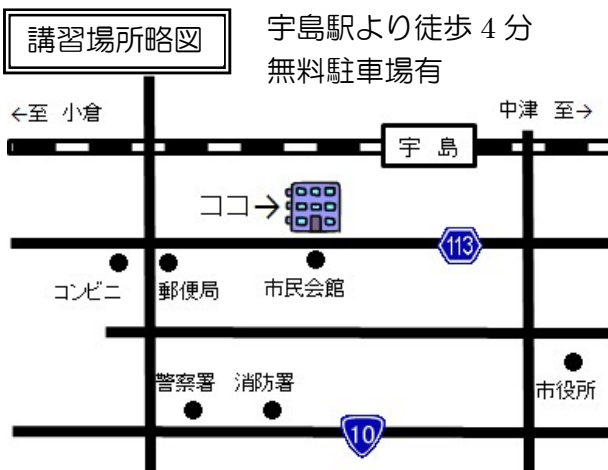 講習場所略図
宇島駅より徒歩4分
無料駐車場有
←至 小倉
中津 至→
宇 島
ココ→
113
コンビニ
郵便局
市民会館
警察署
消防署
市役所
10